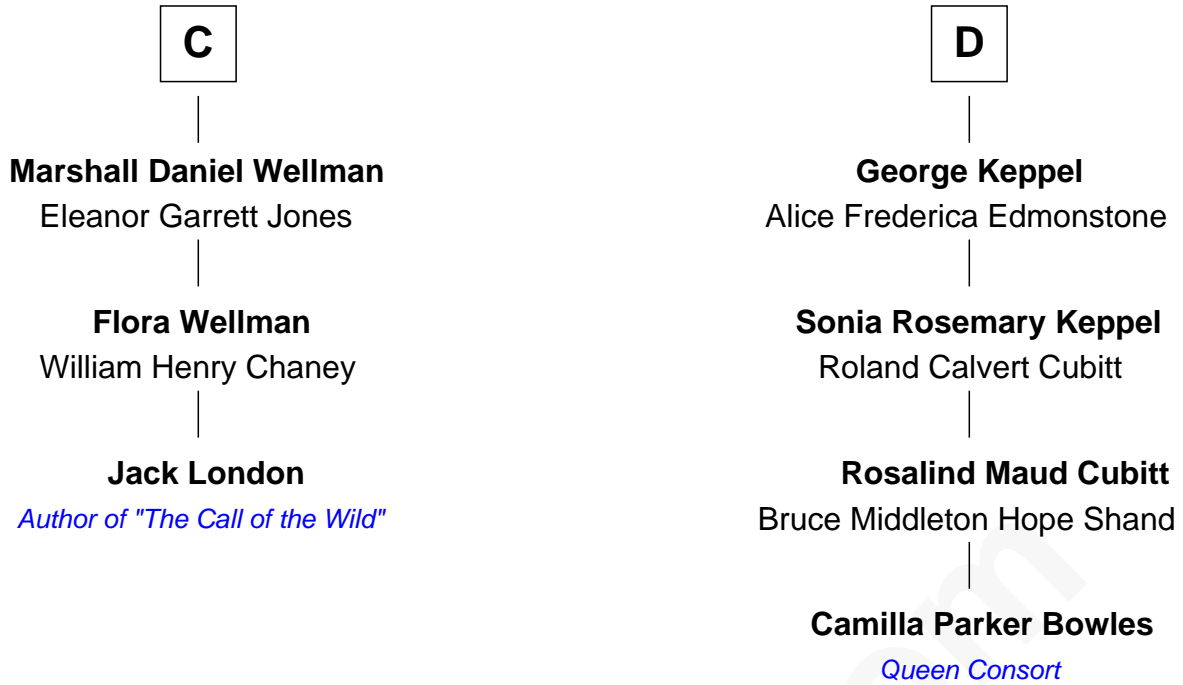 C
Marshall Daniel Wellman
Eleanor Garrett Jones
Flora Wellman
William Henry Chaney
Jack London
Author of "The Call of the Wild"
D
George Keppel
Alice Frederica Edmonstone
Sonia Rosemary Keppel
Roland Calvert Cubitt
Rosalind Maud Cubitt
Bruce Middleton Hope Shand
Camilla Parker Bowles
Queen Consort